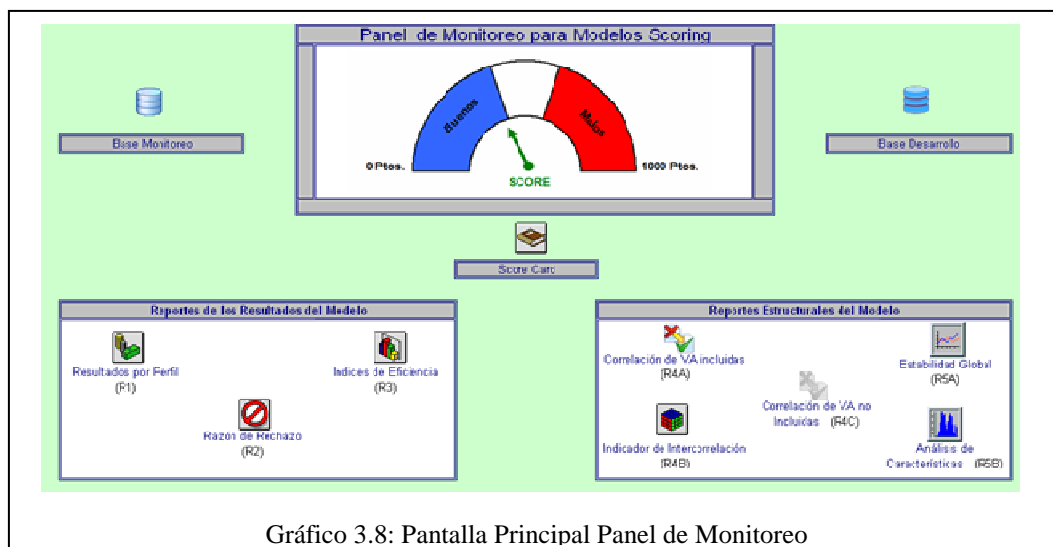 Panel de Monitoreo para Modelos Scoring
Buenos
Malos
0 Ptos.
1000 Ptos.
SCORE
Base Monitoreo
Base Desarrollo
Score Card
Reportes de los Resultados del Modelo
Resultados por Perfil
(R1)
Indices de Eficiencia
(R3)
Razón de Rechazo
(R2)
Reportes Estructurales del Modelo
Correlación de VA incluidas
(R4A)
Estabilidad Global
(R5A)
Correlación de VA no
Incluidas (R4C)
Indicador de Intercorrelación
(R4B)
Análisis de
Características (R5B)
Gráfico 3.8: Pantalla Principal Panel de Monitoreo